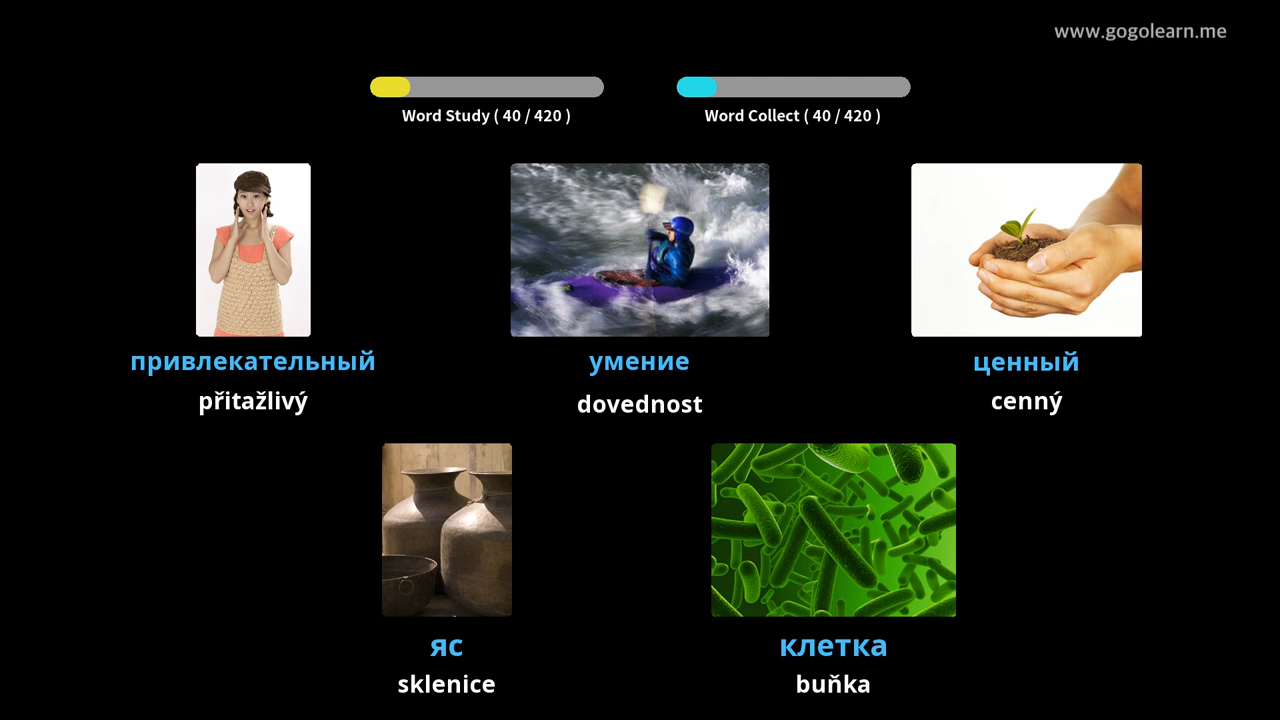 www.gogolearn.me
Word Study ( 40 / 420 )
Word Collect ( 40 / 420 )
привлекательный
přitažlivý
умение
dovednost
ценный
cenný
яс
sklenice
клетка
buňka